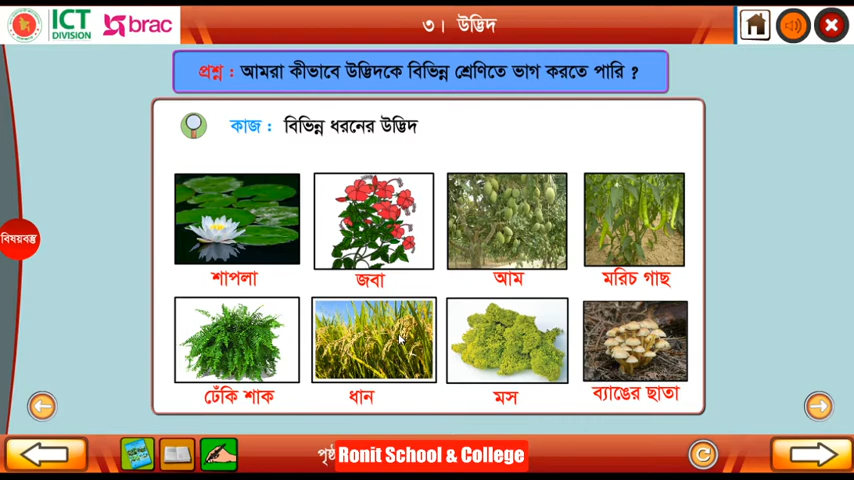 ICT
DIVISION
brac
৩। উদ্ভিদ
প্রশ্ন : আমরা কীভাবে উদ্ভিদকে বিভিন্ন শ্রেণিতে ভাগ করতে পারি ?
কাজ : বিভিন্ন ধরনের উদ্ভিদ
বিষয়বস্তু
শাপলা
জবা
আম
মরিচ গাছ
ঢেঁকি শাক
ধান
মস
ব্যাঙের ছাতা
Ronit School & College